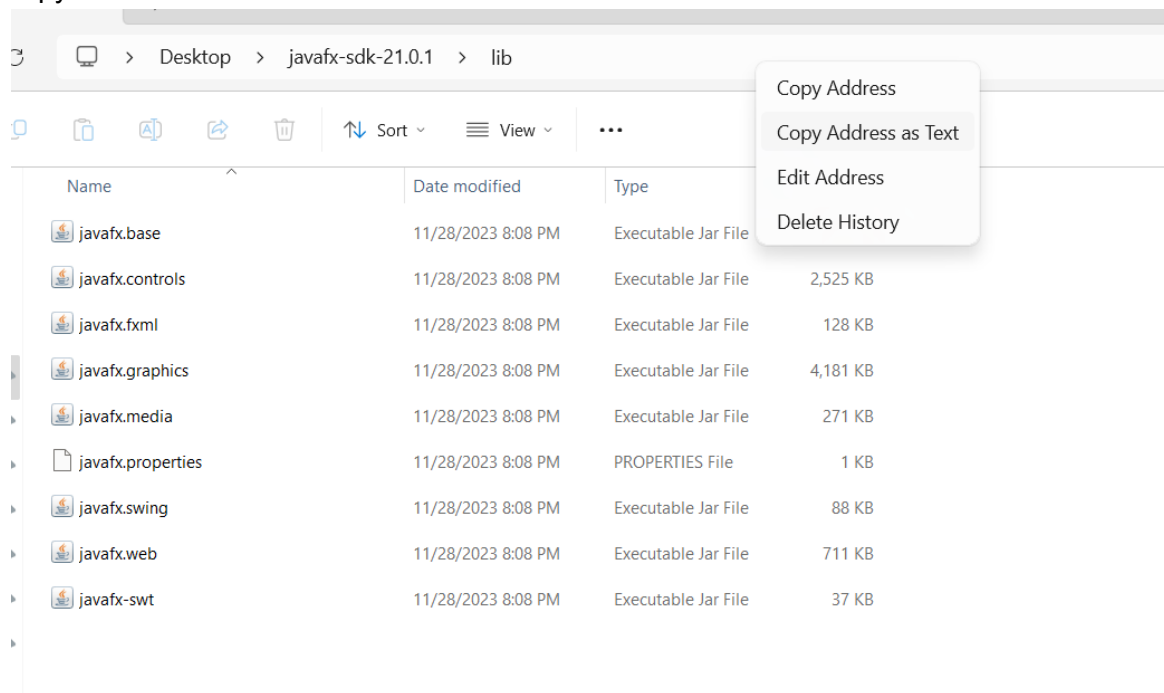 Desktop > javafx-sdk-21.0.1 > lib
Copy Address
Copy Address as Text
Edit Address
Delete History
Sort View •••
Name Date modified Type
javafx.base 11/28/2023 8:08 PM Executable Jar File
javafx.controls 11/28/2023 8:08 PM Executable Jar File 2,525 KB
javafx.fxml 11/28/2023 8:08 PM Executable Jar File 128 KB
javafx.graphics 11/28/2023 8:08 PM Executable Jar File 4,181 KB
javafx.media 11/28/2023 8:08 PM Executable Jar File 271 KB
javafx.properties 11/28/2023 8:08 PM PROPERTIES File 1 KB
javafx.swing 11/28/2023 8:08 PM Executable Jar File 88 KB
javafx.web 11/28/2023 8:08 PM Executable Jar File 711 KB
javafx-swt 11/28/2023 8:08 PM Executable Jar File 37 KB